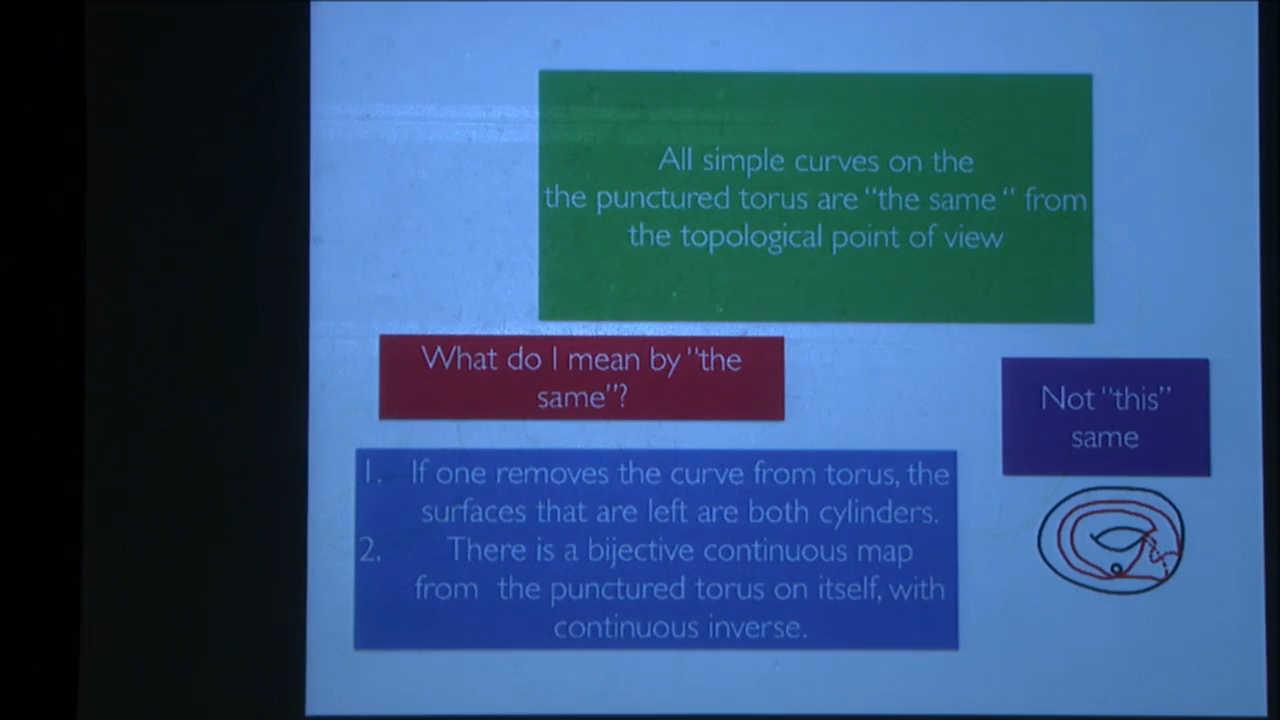 All simple curves on the
the punctured torus are “the same “ from
the topological point of view
What do I mean by “the
same”?
Not “this”
same
1. If one removes the curve from torus, the
surfaces that are left are both cylinders.
2. There is a bijective continuous map
from the punctured torus on itself, with
continuous inverse.